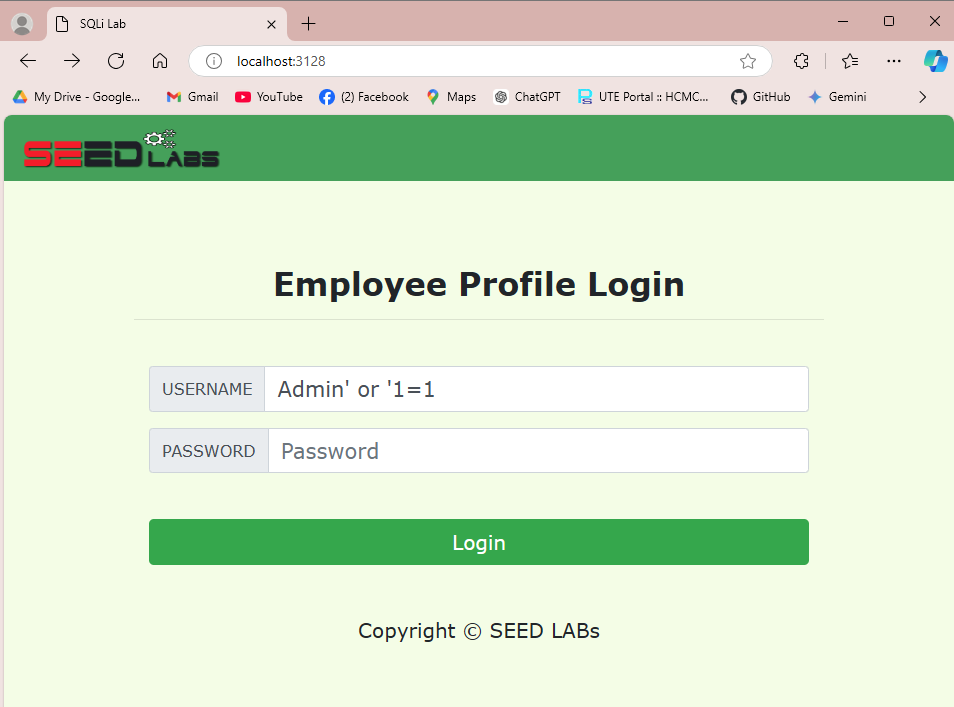 SQLi Lab
localhost:3128
My Drive - Google... Gmail YouTube (2) Facebook Maps ChatGPT UTE Portal :: HCMC... GitHub Gemini
SEED LABS
Employee Profile Login
USERNAME Admin' or '1=1
PASSWORD Password
Login
Copyright © SEED LABs